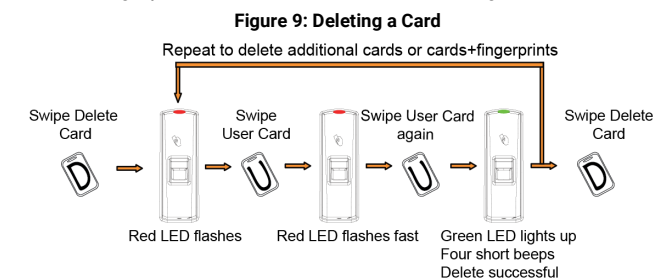 Figure 9: Deleting a Card
Repeat to delete additional cards or cards+fingerprints
Swipe Delete
Card
Swipe
User Card
Swipe User Card
again
Swipe Delete
Card
D
U
U
D
Red LED flashes
Red LED flashes fast
Green LED lights up
Four short beeps
Delete successful